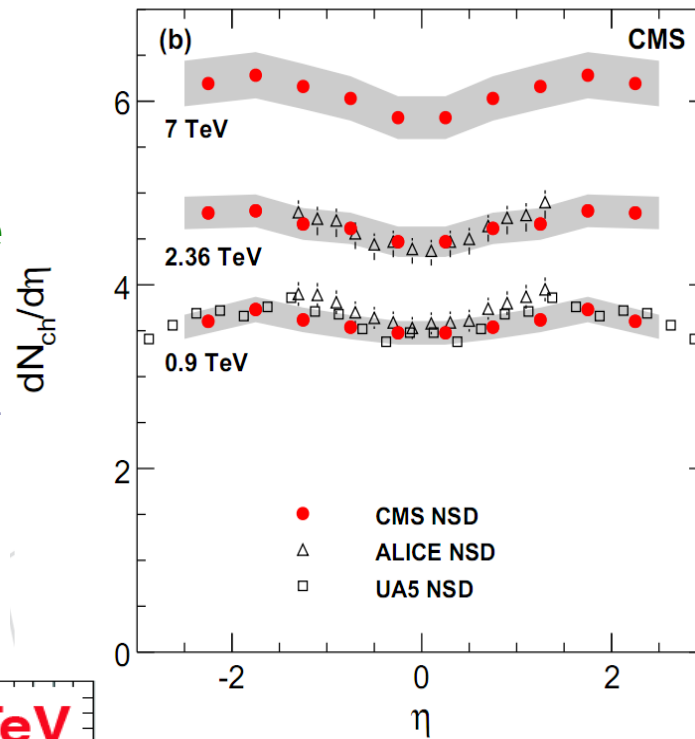 (b) CMS
6
7 TeV
2.36 TeV
4
0.9 TeV
dN_ch/dη
2
CMS NSD
ALICE NSD
UA5 NSD
0
-2 0 2
η
TeV